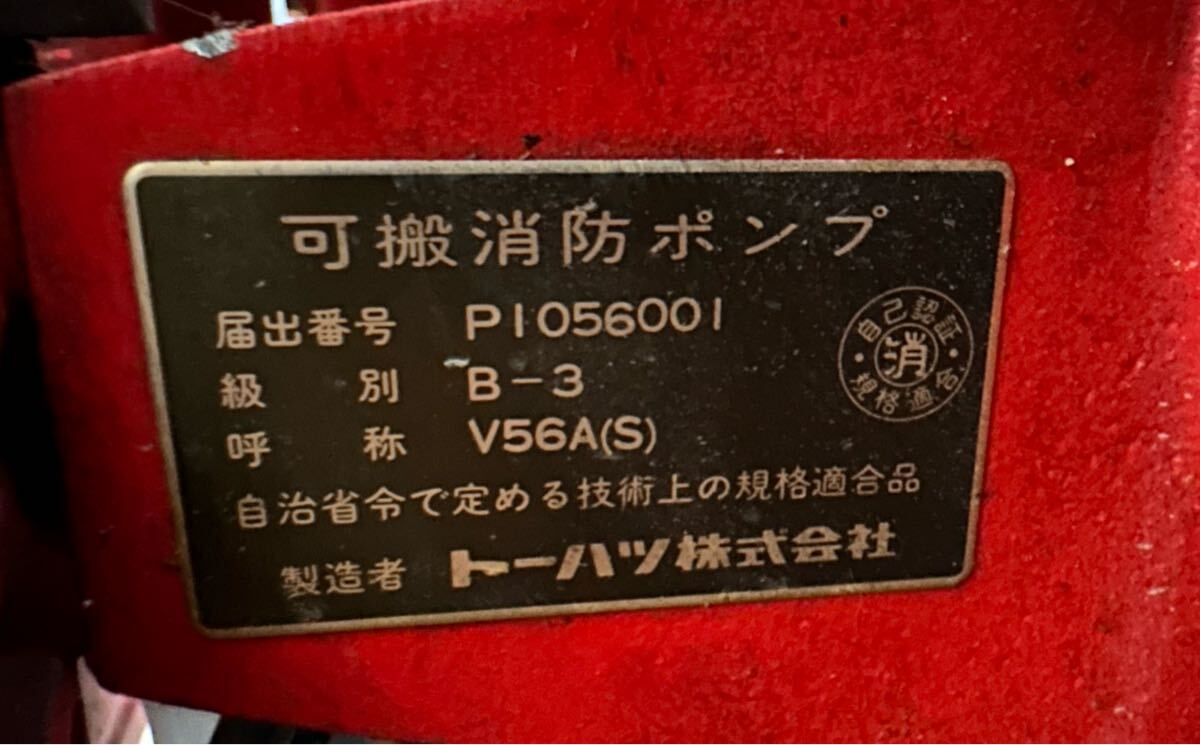 可搬消防ポンプ
届出番号 P1056001
級別 B-3
呼称 V56A(S)
自治省令で定める技術上の規格適合品
製造者 トーハツ株式会社
自己認証
消
・規格適合・